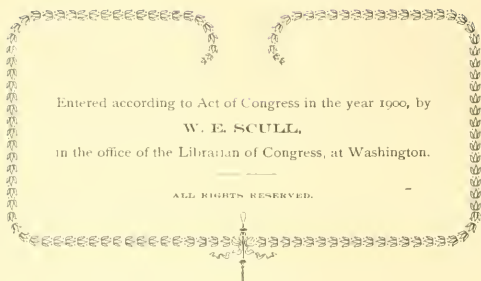 Entered according to Act of Congress in the year 1900, by
W. E. SCULL,
in the office of the Librarian of Congress, at Washington.
ALL RIGHTS RESERVED.